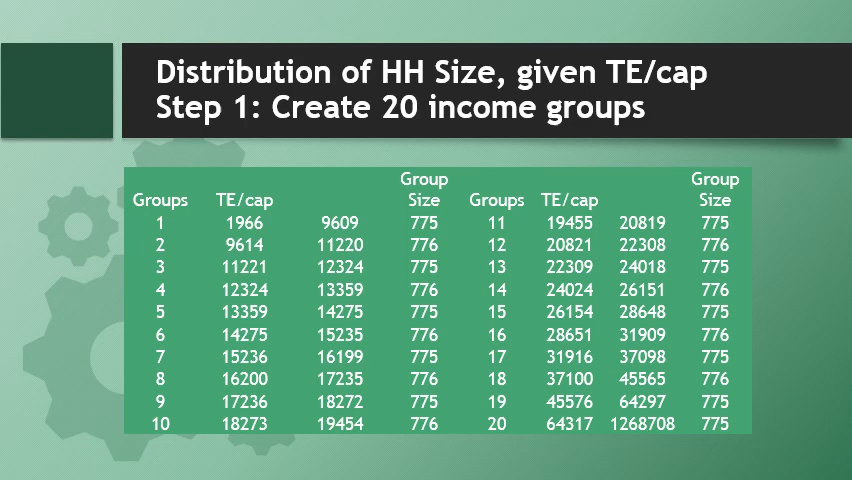 Distribution of HH Size, given TE/cap
Step 1: Create 20 income groups
Group Group
Groups TE/cap Size Groups TE/cap Size
1 1966 9609 775 11 19455 20819 775
2 9614 11220 776 12 20821 22308 776
3 11221 12324 775 13 22309 24018 775
4 12324 13359 776 14 24024 26151 776
5 13359 14275 775 15 26154 28648 775
6 14275 15235 776 16 28651 31909 776
7 15236 16199 775 17 31916 37098 775
8 16200 17235 776 18 37100 45565 776
9 17236 18272 775 19 45576 64297 775
10 18273 19454 776 20 64317 1268708 775